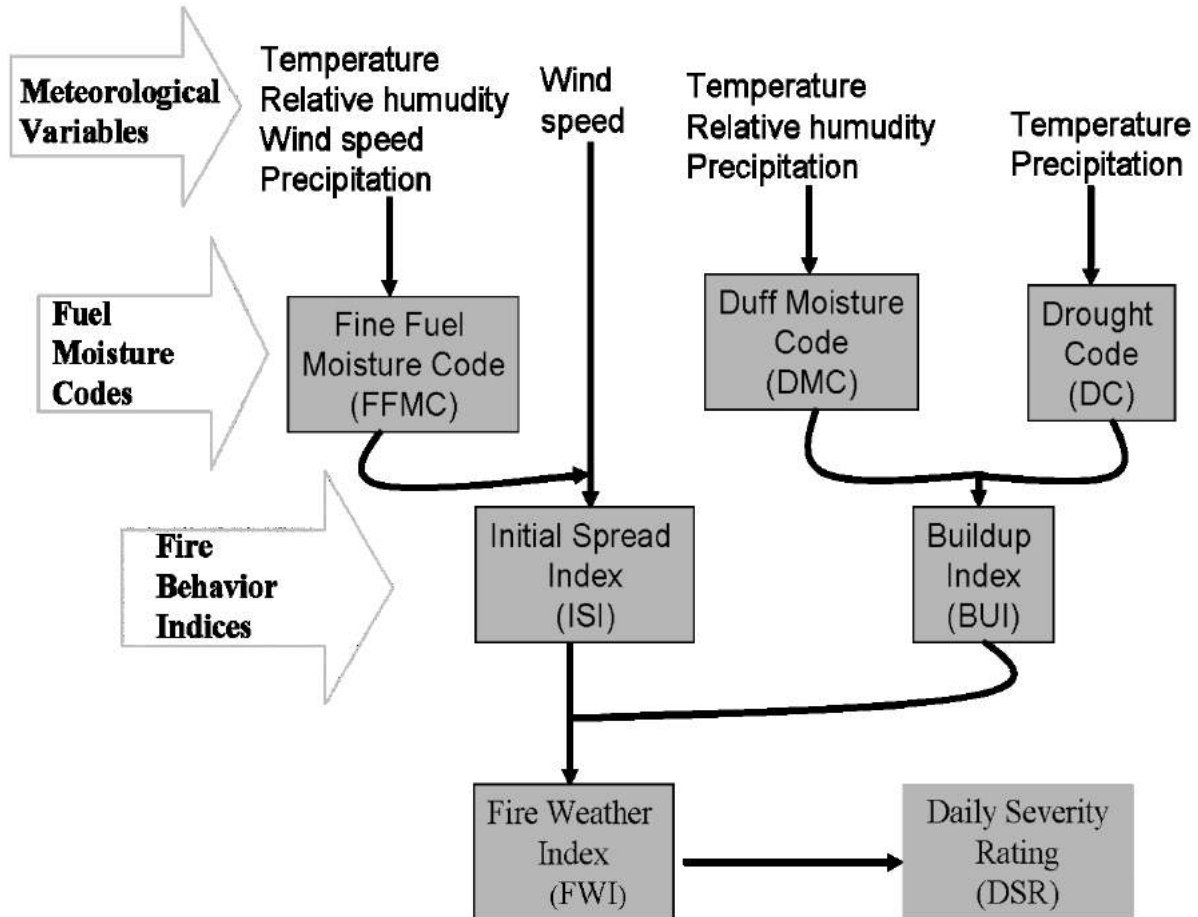 Meteorological
Variables
Temperature
Relative humudity
Wind speed
Precipitation
Wind
speed
Temperature
Relative humudity
Precipitation
Temperature
Precipitation
Fuel
Moisture
Codes
Fine Fuel
Moisture Code
(FFMC)
Duff Moisture
Code
(DMC)
Drought
Code
(DC)
Fire
Behavior
Indices
Initial Spread
Index
(ISI)
Buildup
Index
(BUI)
Fire Weather
Index
(FWI)
Daily Severity
Rating
(DSR)